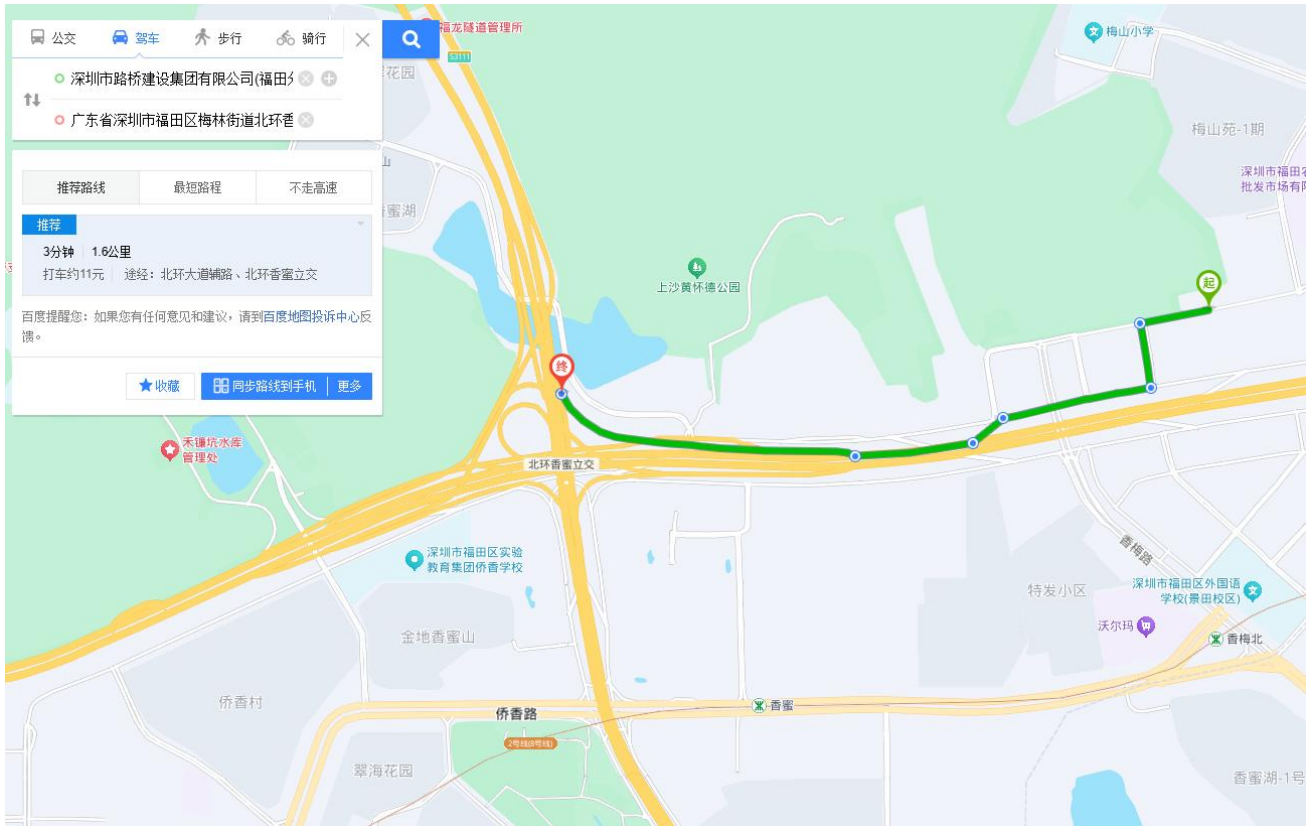 公交
驾车
步行
骑行
深圳市路桥建设集团有限公司(福田分
广东省深圳市福田区梅林街道北环香
推荐路线
最短路程
不走高速
推荐
3分钟
1.6公里
打车约11元
途经：北环大道辅路、北环香蜜立交
百度提醒您：如果您有任何意见和建议，请到百度地图投诉中心反
馈。
收藏
同步路线到手机
更多
福龙隧道管理所
花园
梅山小学
梅山苑-1期
深圳市福田农
批发市场有限
香蜜湖
上沙黄怀德公园
起
终
禾镰坑水库
管理处
北环香蜜立交
深圳市福田区实验
教育集团侨香学校
香梅路
特发小区
深圳市福田区外国语
学校(景田校区)
沃尔玛
香梅北
金地香蜜山
侨香村
侨香路
香蜜
2号线(8号线)
翠海花园
香蜜湖-1号